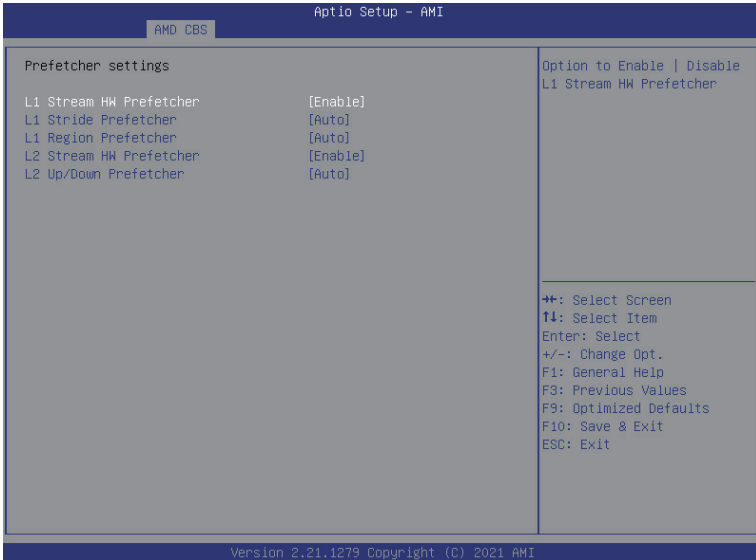 Aptio Setup – AMI
AMD CBS
Prefetcher settings
L1 Stream HW Prefetcher [Enable]
L1 Stride Prefetcher [Auto]
L1 Region Prefetcher [Auto]
L2 Stream HW Prefetcher [Enable]
L2 Up/Down Prefetcher [Auto]
Option to Enable | Disable
L1 Stream HW Prefetcher
→←: Select Screen
↑↓: Select Item
Enter: Select
+/-: Change Opt.
F1: General Help
F3: Previous Values
F9: Optimized Defaults
F10: Save & Exit
ESC: Exit
Version 2.21.1279 Copyright (C) 2021 AMI